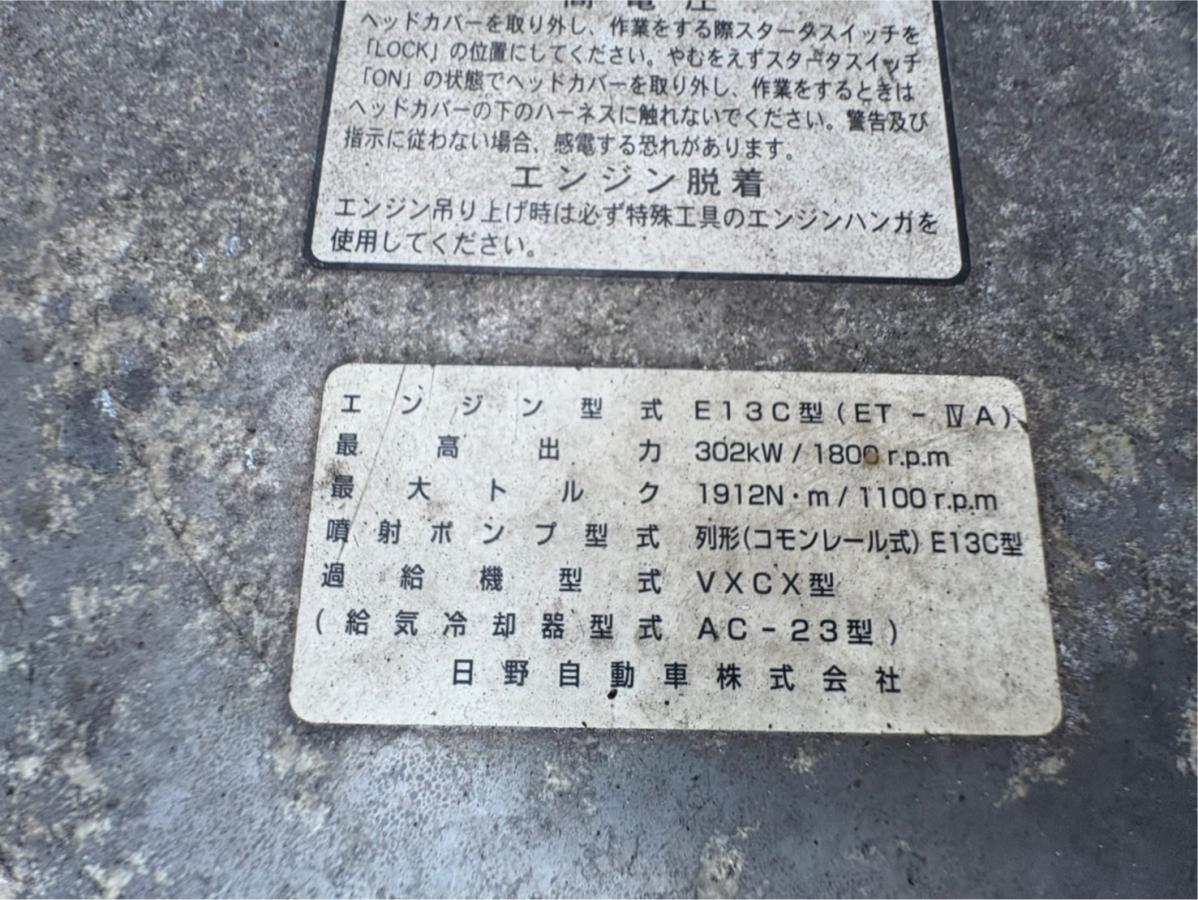 高電圧
ヘッドカバーを取り外し、作業をする際スタータスイッチを
「LOCK」の位置にしてください。やむをえずスタータスイッチ
「ON」の状態でヘッドカバーを取り外し、作業をするときは
ヘッドカバーの下のハーネスに触れないでください。警告及び
指示に従わない場合、感電する恐れがあります。
エンジン脱着
エンジン吊り上げ時は必ず特殊工具のエンジンハンガを
使用してください。
エンジン型式 E13C型(ET-ⅣA)
最高出力 302kW/1800r.p.m
最大トルク 1912N・m/1100r.p.m
噴射ポンプ型式 列形(コモンレール式)E13C型
過給機型式 VXCX型
(給気冷却器型式 AC-23型)
日野自動車株式会社